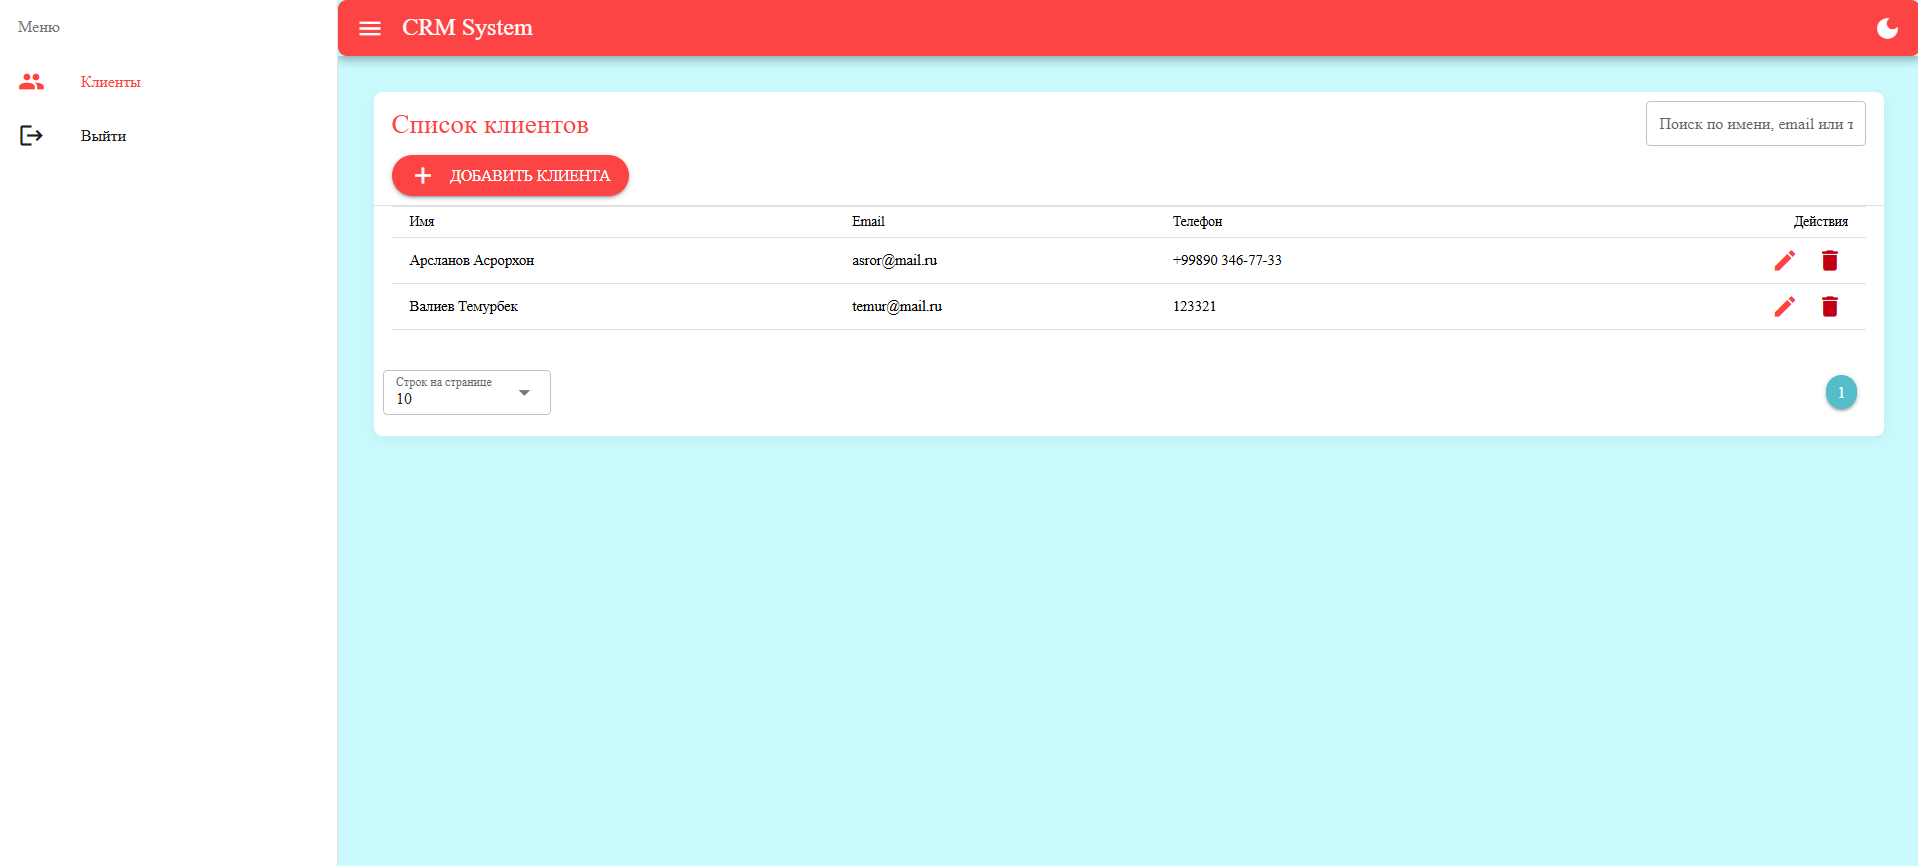 Меню
Клиенты
Выйти
CRM System
Список клиентов
Поиск по имени, email или т
ДОБАВИТЬ КЛИЕНТА
Имя Email Телефон Действия
Арсланов Асрорхон asror@mail.ru +99890 346-77-33
Валиев Темурбек temur@mail.ru 123321
Строк на странице
10
1